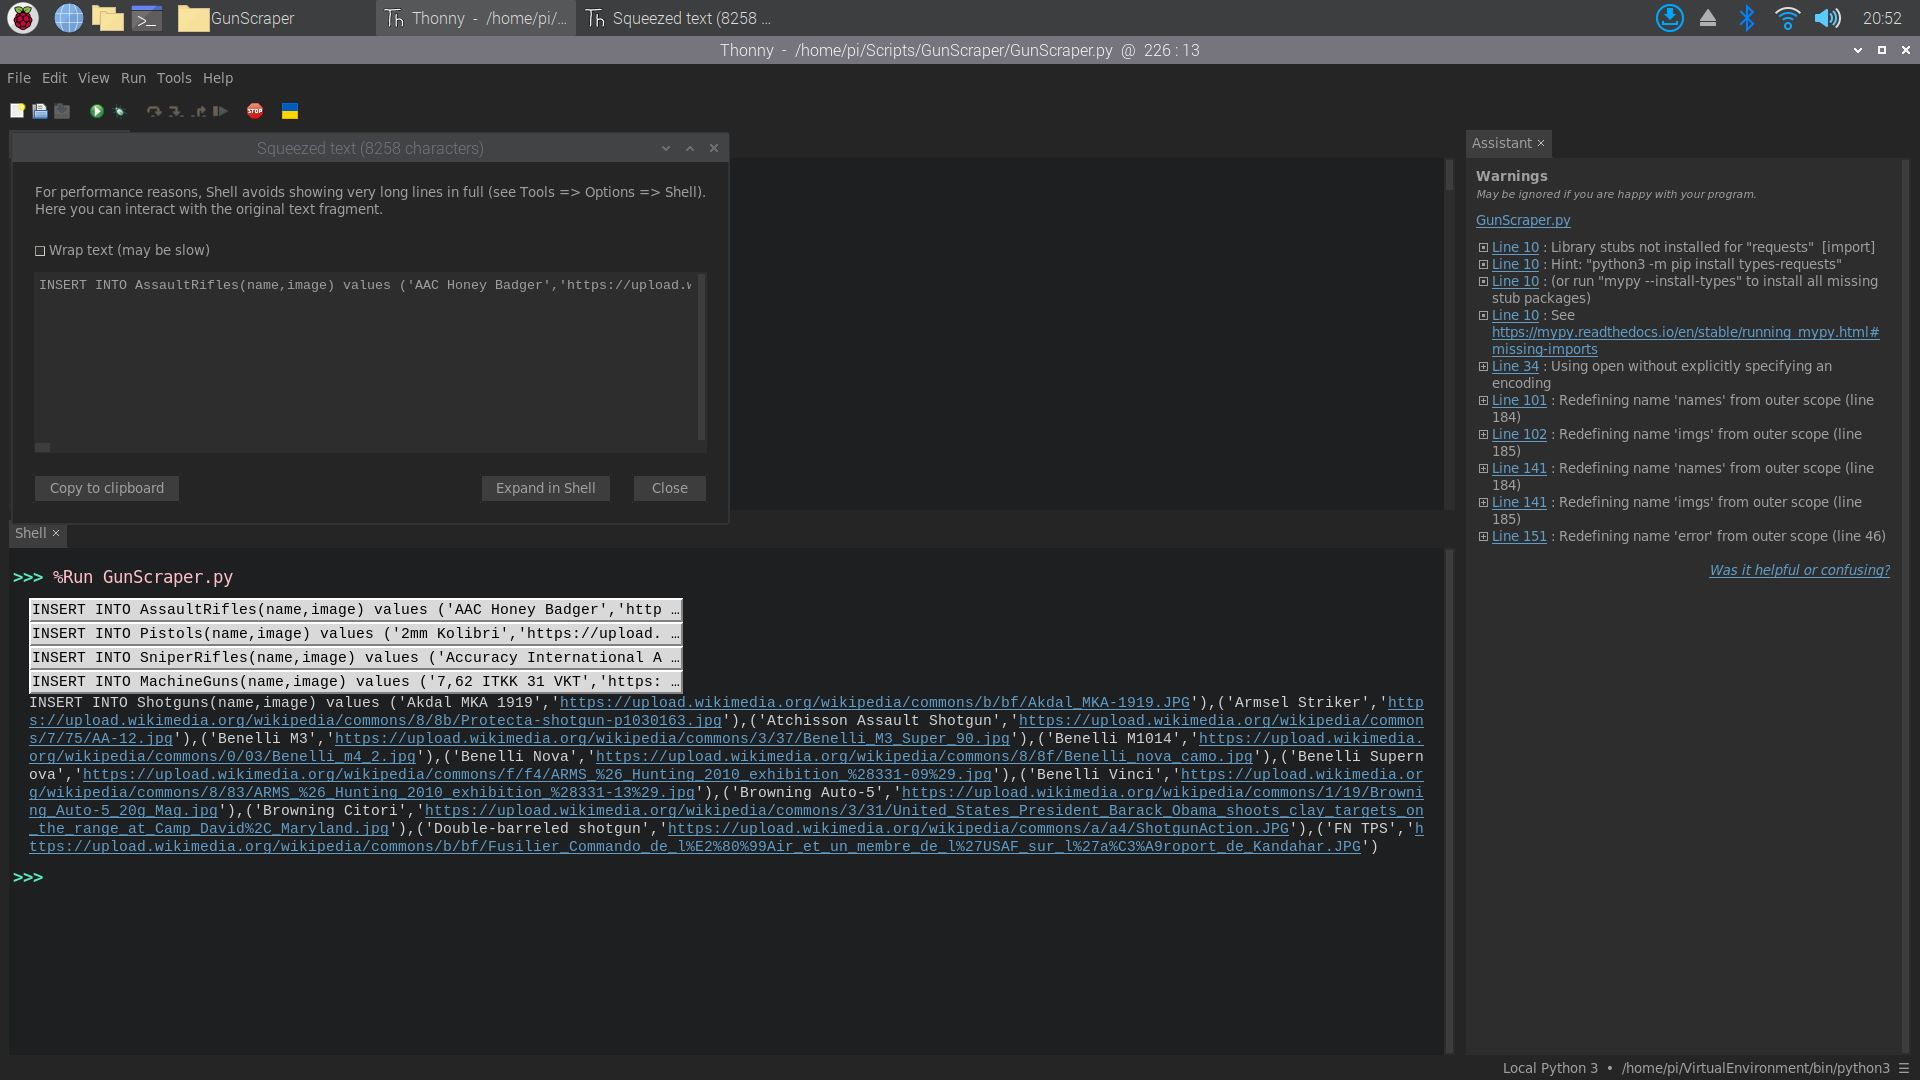 GunScraper
Thonny - /home/pi/...
Squeezed text (8258 ...
20:52
Thonny - /home/pi/Scripts/GunScraper/GunScraper.py @ 226 : 13
File Edit View Run Tools Help
STOP
Squeezed text (8258 characters)
For performance reasons, Shell avoids showing very long lines in full (see Tools => Options => Shell).
Here you can interact with the original text fragment.
Wrap text (may be slow)
INSERT INTO AssaultRifles(name,image) values ('AAC Honey Badger','https://upload.w
Copy to clipboard
Expand in Shell
Close
Shell
>>> %Run GunScraper.py
INSERT INTO AssaultRifles(name,image) values ('AAC Honey Badger','http …
INSERT INTO Pistols(name,image) values ('2mm Kolibri','https://upload. …
INSERT INTO SniperRifles(name,image) values ('Accuracy International A …
INSERT INTO MachineGuns(name,image) values ('7,62 ITKK 31 VKT','https: …
INSERT INTO Shotguns(name,image) values ('Akdal MKA 1919','https://upload.wikimedia.org/wikipedia/commons/b/bf/Akdal_MKA-1919.JPG'),('Armsel Striker','http
s://upload.wikimedia.org/wikipedia/commons/8/8b/Protecta-shotgun-p1030163.jpg'),('Atchisson Assault Shotgun','https://upload.wikimedia.org/wikipedia/common
s/7/75/AA-12.jpg'),('Benelli M3','https://upload.wikimedia.org/wikipedia/commons/3/37/Benelli_M3_Super_90.jpg'),('Benelli M1014','https://upload.wikimedia.
org/wikipedia/commons/0/03/Benelli_m4_2.jpg'),('Benelli Nova','https://upload.wikimedia.org/wikipedia/commons/8/8f/Benelli_nova_camo.jpg'),('Benelli Supern
ova','https://upload.wikimedia.org/wikipedia/commons/f/f4/ARMS_%26_Hunting_2010_exhibition_%28331-09%29.jpg'),('Benelli Vinci','https://upload.wikimedia.or
g/wikipedia/commons/8/83/ARMS_%26_Hunting_2010_exhibition_%28331-13%29.jpg'),('Browning Auto-5','https://upload.wikimedia.org/wikipedia/commons/1/19/Browni
ng_Auto-5_20g_Mag.jpg'),('Browning Citori','https://upload.wikimedia.org/wikipedia/commons/3/31/United_States_President_Barack_Obama_shoots_clay_targets_on
_the_range_at_Camp_David%2C_Maryland.jpg'),('Double-barreled shotgun','https://upload.wikimedia.org/wikipedia/commons/a/a4/ShotgunAction.JPG'),('FN TPS','h
ttps://upload.wikimedia.org/wikipedia/commons/b/bf/Fusilier_Commando_de_l%E2%80%99Air_et_un_membre_de_l%27USAF_sur_l%27a%C3%A9roport_de_Kandahar.JPG')
>>>
Assistant
Warnings
May be ignored if you are happy with your program.
GunScraper.py
Line 10 : Library stubs not installed for "requests" [import]
Line 10 : Hint: "python3 -m pip install types-requests"
Line 10 : (or run "mypy --install-types" to install all missing
stub packages)
Line 10 : See
https://mypy.readthedocs.io/en/stable/running_mypy.html#
missing-imports
Line 34 : Using open without explicitly specifying an
encoding
Line 101 : Redefining name 'names' from outer scope (line
184)
Line 102 : Redefining name 'imgs' from outer scope (line
185)
Line 141 : Redefining name 'names' from outer scope (line
184)
Line 141 : Redefining name 'imgs' from outer scope (line
185)
Line 151 : Redefining name 'error' from outer scope (line 46)
Was it helpful or confusing?
Local Python 3 • /home/pi/VirtualEnvironment/bin/python3 ☰